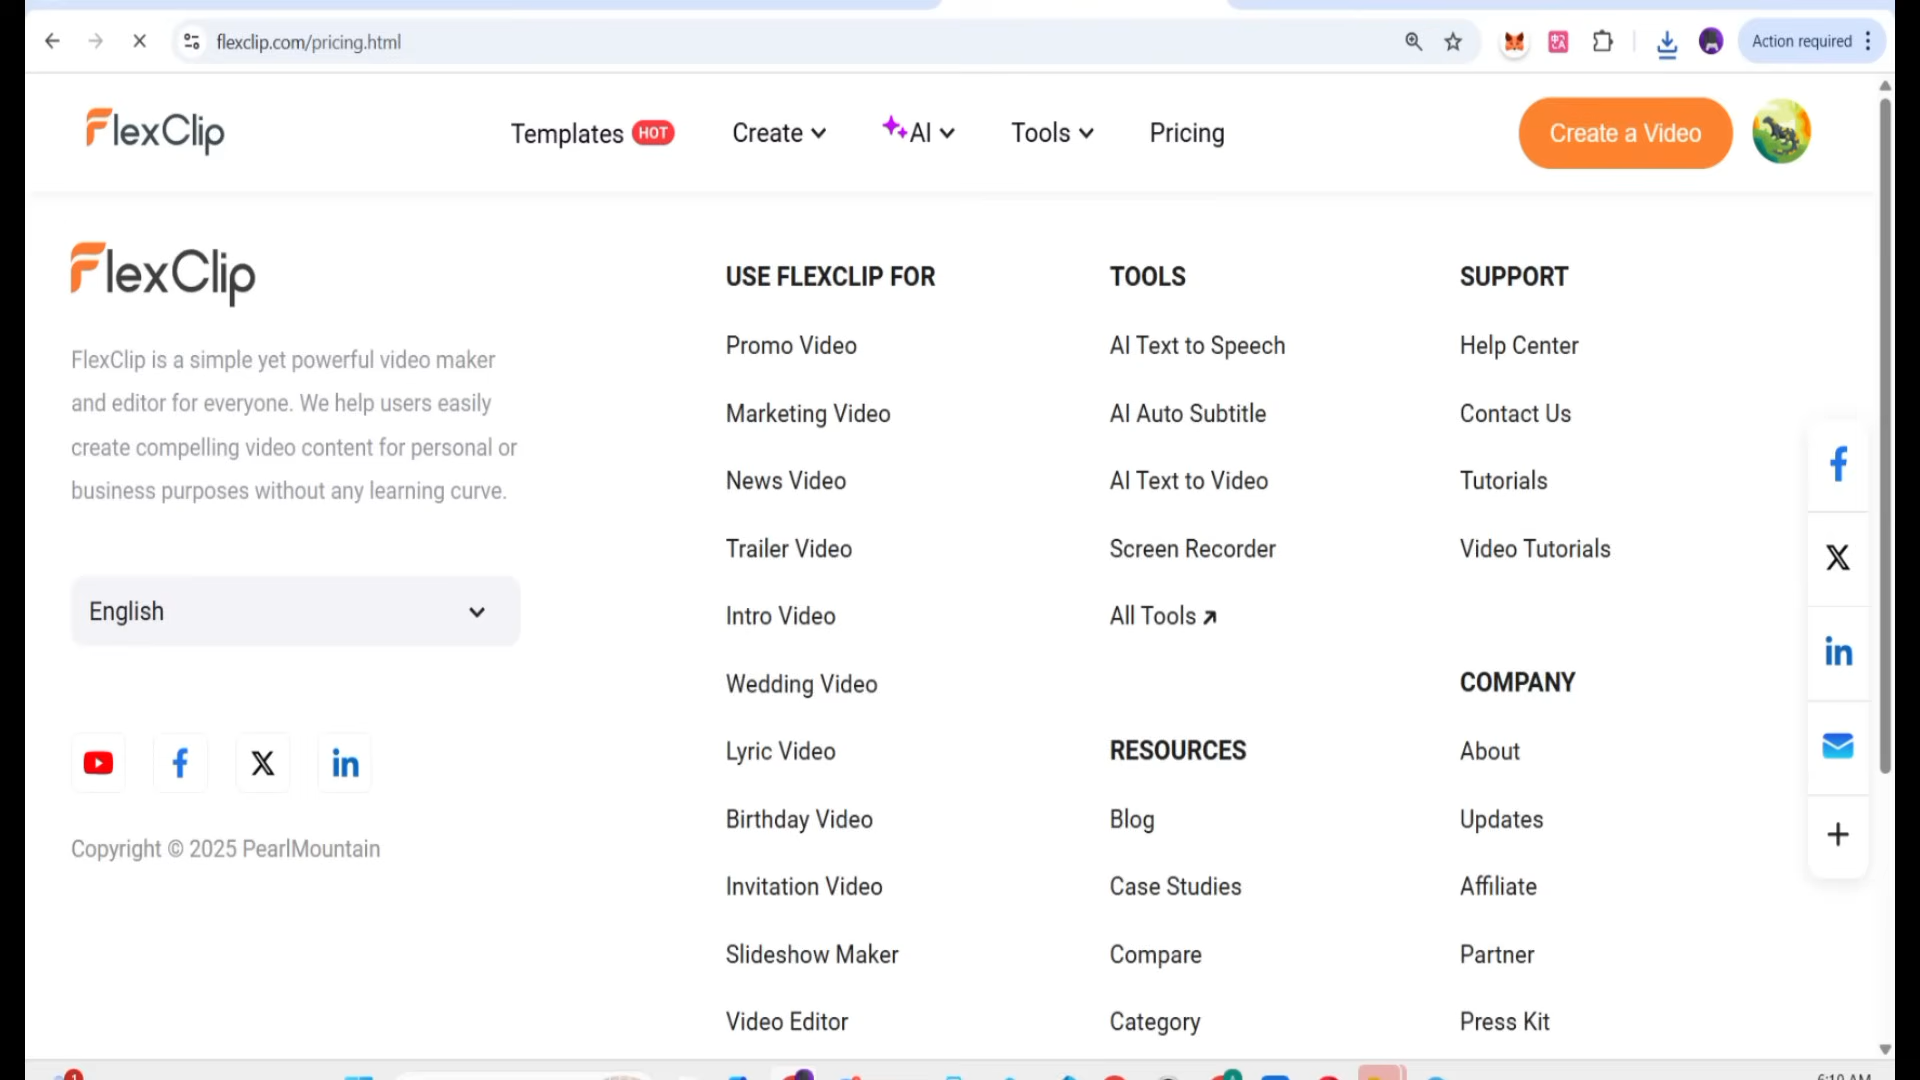 flexclip.com/pricing.html
Action required
FlexClip
Templates HOT
Create
AI
Tools
Pricing
Create a Video
FlexClip
FlexClip is a simple yet powerful video maker
and editor for everyone. We help users easily
create compelling video content for personal or
business purposes without any learning curve.
English
Copyright © 2025 PearlMountain
USE FLEXCLIP FOR
Promo Video
Marketing Video
News Video
Trailer Video
Intro Video
Wedding Video
Lyric Video
Birthday Video
Invitation Video
Slideshow Maker
Video Editor
TOOLS
AI Text to Speech
AI Auto Subtitle
AI Text to Video
Screen Recorder
All Tools
RESOURCES
Blog
Case Studies
Compare
Category
SUPPORT
Help Center
Contact Us
Tutorials
Video Tutorials
COMPANY
About
Updates
Affiliate
Partner
Press Kit